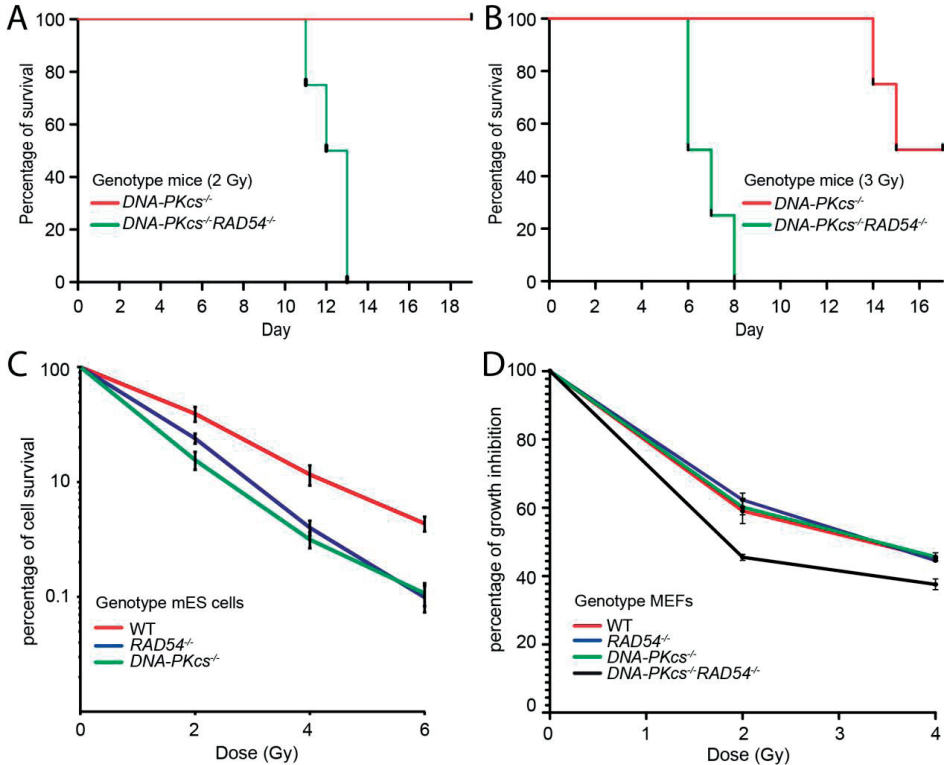 A
100
80
60
40
20
0
Percentage of survival
Genotype mice (2 Gy)
DNA-PKcs-/-
DNA-PKcs-/-RAD54-/-
0 2 4 6 8 10 12 14 16 18
Day
B
100
80
60
40
20
0
Percentage of survival
Genotype mice (3 Gy)
DNA-PKcs-/-
DNA-PKcs-/-RAD54-/-
0 2 4 6 8 10 12 14 16
Day
C
100
10
0.1
percentage of cell survival
Genotype mES cells
WT
RAD54-/-
DNA-PKcs-/-
0 2 4 6
Dose (Gy)
D
100
80
60
40
20
0
percentage of growth inhibition
Genotype MEFs
WT
RAD54-/-
DNA-PKcs-/-
DNA-PKcs-/-RAD54-/-
0 1 2 3 4
Dose (Gy)